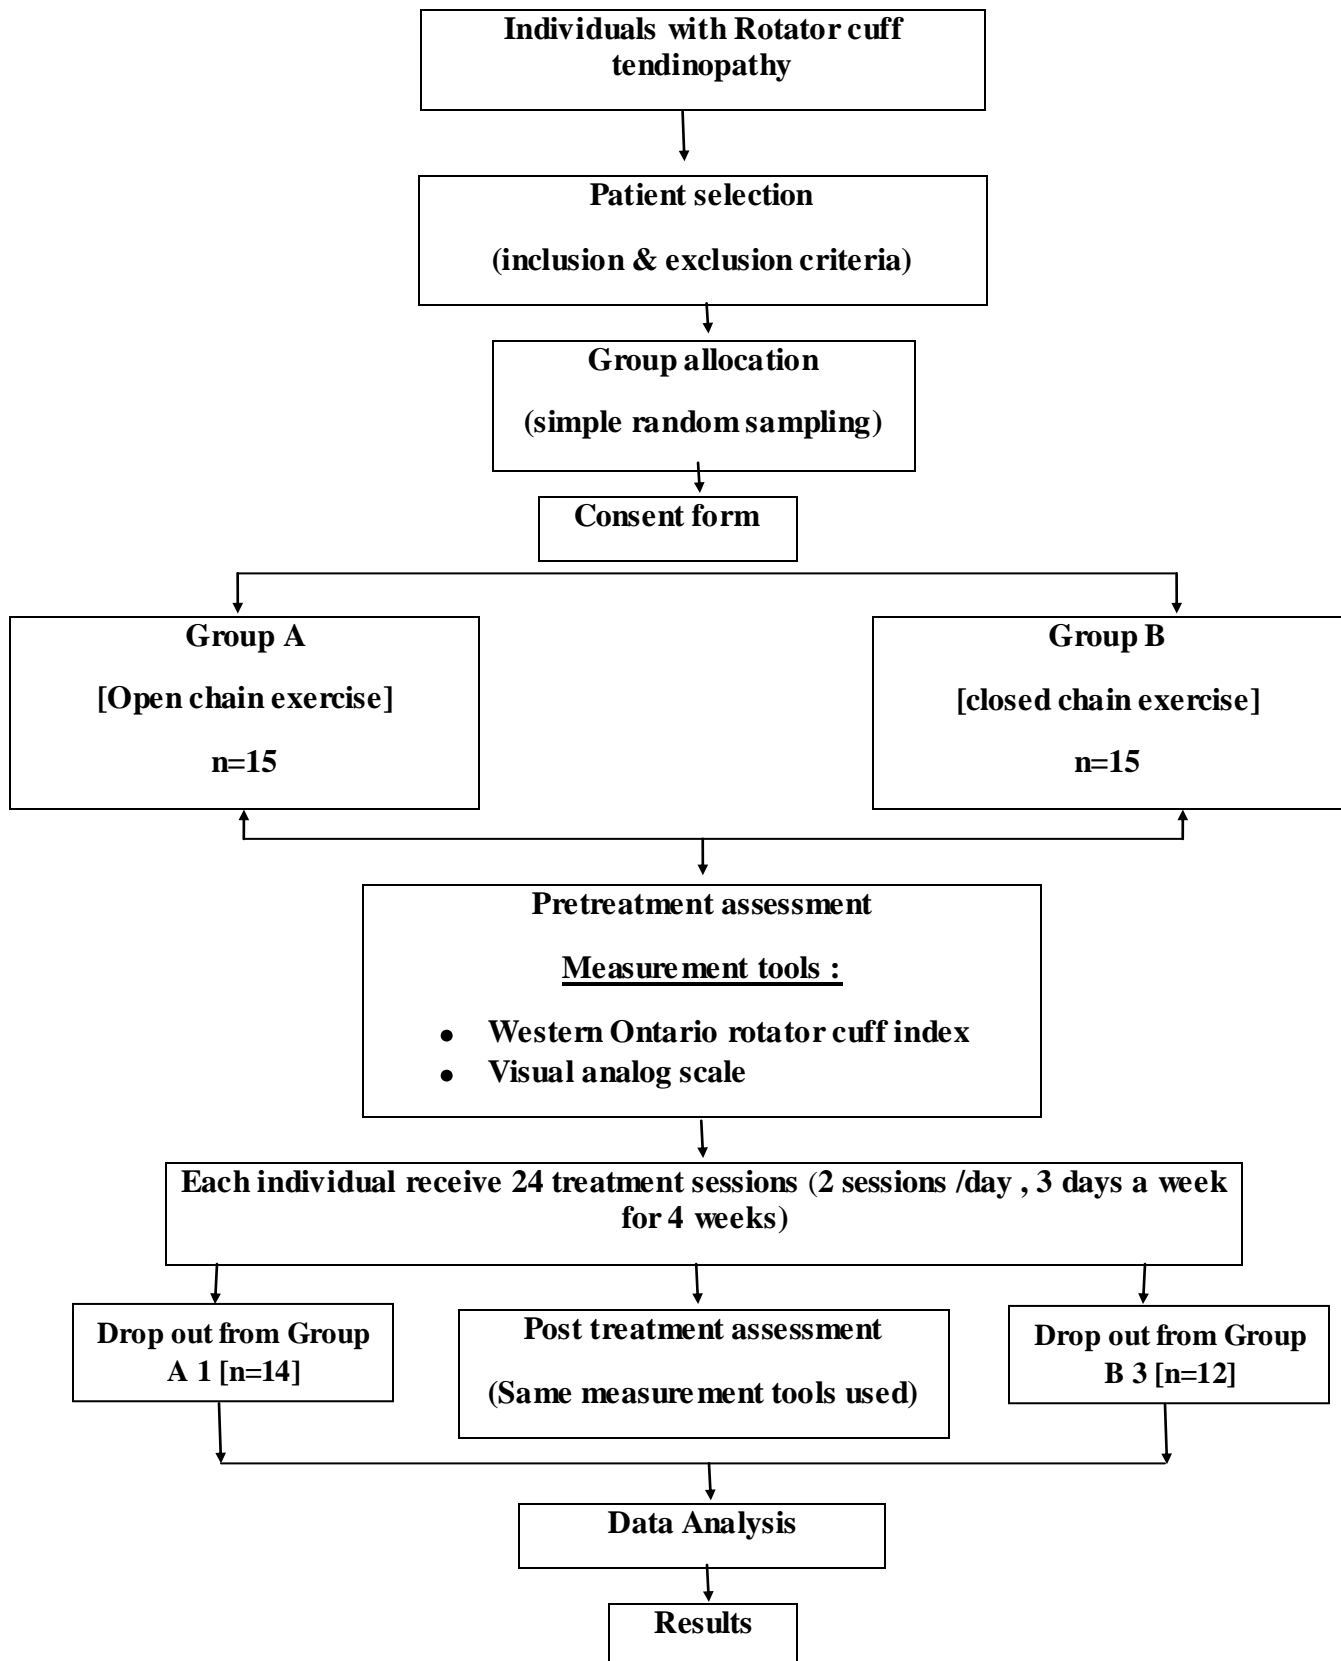 Individuals with Rotator cuff
tendinopathy
Patient selection
(inclusion & exclusion criteria)
Group allocation
(simple random sampling)
Consent form
Group A
[Open chain exercise]
n=15
Group B
[closed chain exercise]
n=15
Pretreatment assessment
Measurement tools :
• Western Ontario rotator cuff index
• Visual analog scale
Each individual receive 24 treatment sessions (2 sessions /day , 3 days a week
for 4 weeks)
Drop out from Group
A 1 [n=14]
Post treatment assessment
(Same measurement tools used)
Drop out from Group
B 3 [n=12]
Data Analysis
Results